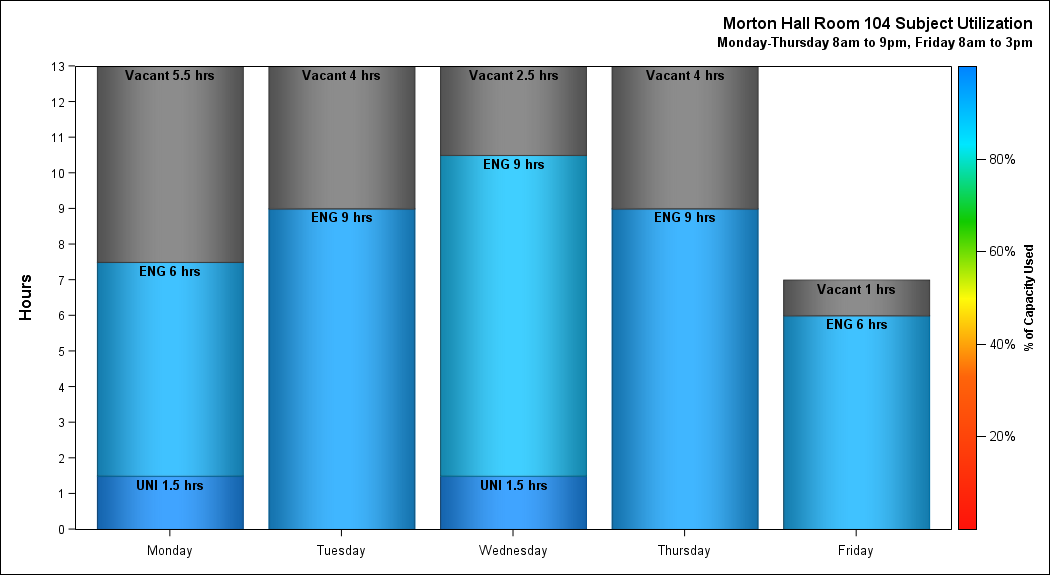 Morton Hall Room 104 Subject Utilization
Monday-Thursday 8am to 9pm, Friday 8am to 3pm
Hours
13
12
11
10
9
8
7
6
5
4
3
2
1
0
Vacant 5.5 hrs
ENG 6 hrs
UNI 1.5 hrs
Vacant 4 hrs
ENG 9 hrs
Vacant 2.5 hrs
ENG 9 hrs
UNI 1.5 hrs
Vacant 4 hrs
ENG 9 hrs
Vacant 1 hrs
ENG 6 hrs
Monday
Tuesday
Wednesday
Thursday
Friday
80%
60%
40%
20%
% of Capacity Used